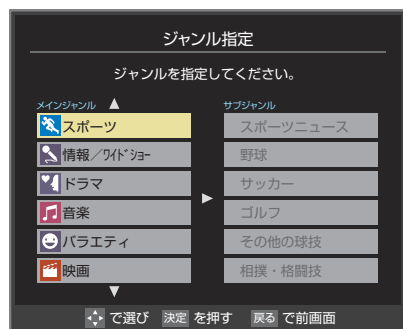 ジャンル指定
ジャンルを指定してください。
メインジャンル
サブジャンル
スポーツ
情報／ワイドショー
ドラマ
音楽
バラエティ
映画
スポーツニュース
野球
サッカー
ゴルフ
その他の球技
相撲・格闘技
で選び 決定 を押す 戻る で前画面